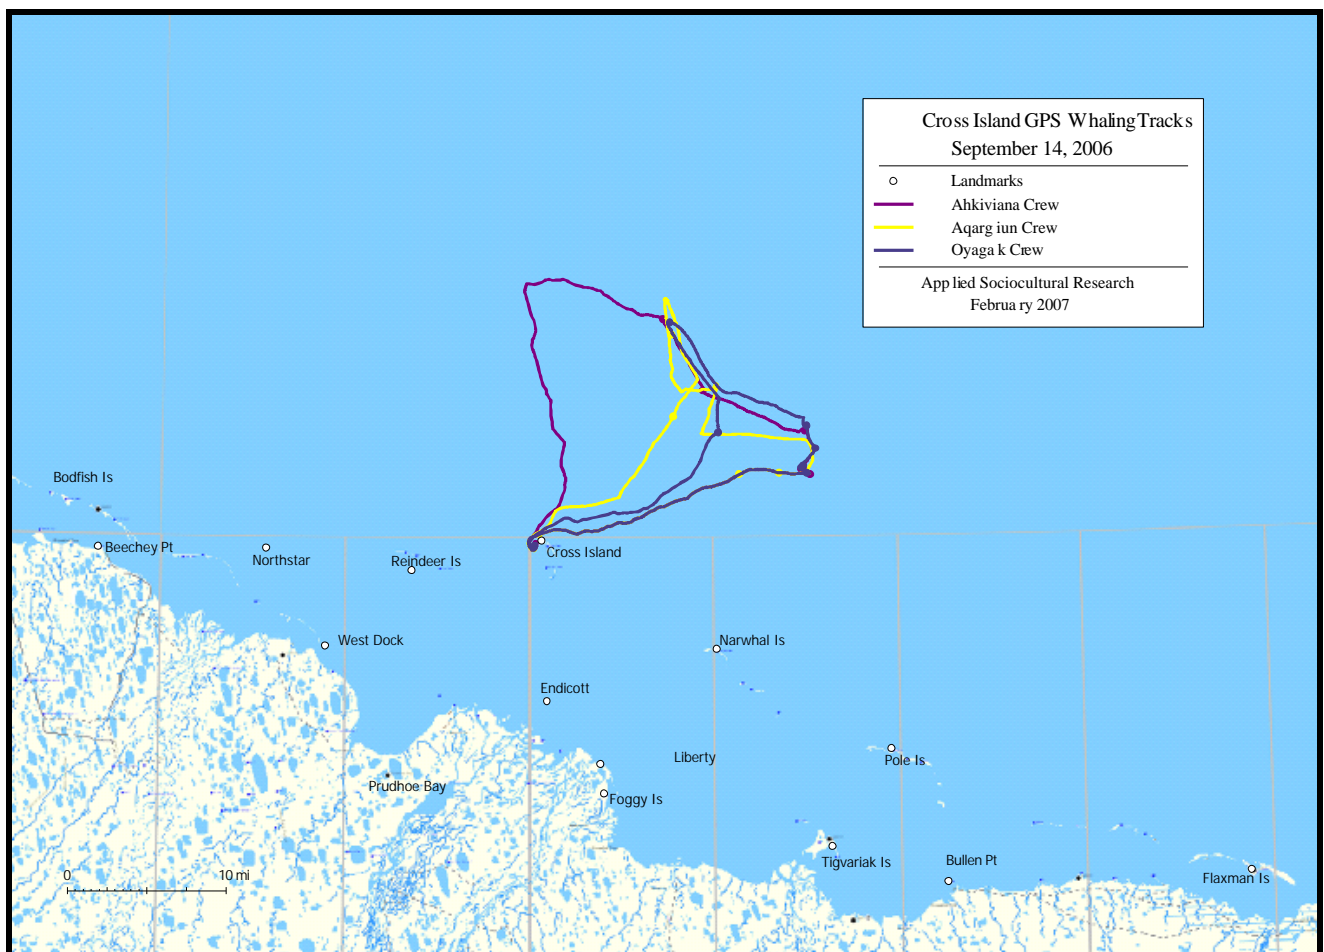 Cross Island GPS Whaling Tracks
September 14, 2006
Landmarks
Ahkiviana Crew
Aqargiun Crew
Oyagak Crew
Applied Sociocultural Research
February 2007
Bodfish Is
Beechey Pt
Northstar
Reindeer Is
Cross Island
West Dock
Narwhal Is
Endicott
Liberty
Pole Is
Prudhoe Bay
Foggy Is
Tigvariak Is
Bullen Pt
Flaxman Is
0 10 mi